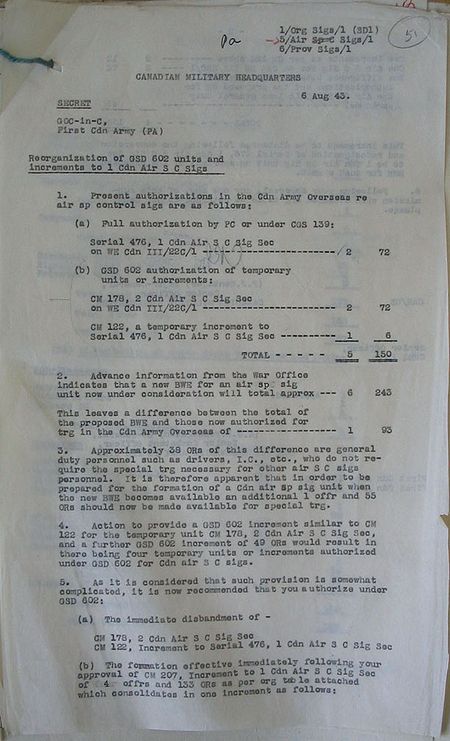 1/Org Sigs/1 (SD1)
5/Air Sp C Sigs/1
6/Prov Sigs/1
pa
5
CANADIAN MILITARY HEADQUARTERS
6 Aug 43.
SECRET
GOC-in-C,
First Cdn Army (PA)
Reorganization of GSD 602 units and
increments to 1 Cdn Air S C Sigs
1. Present authorizations in the Cdn Army Overseas re
air sp control sigs are as follows:
(a) Full authorization by PC or under CGS 139:
Serial 476, 1 Cdn Air S C Sig Sec
on WE Cdn III/22C/1 ---------------------- 2 72
(b) GSD 602 authorization of temporary
units or increments:
CM 178, 2 Cdn Air S C Sig Sec
on WE Cdn III/22C/1 ---------------------- 2 72
CM 122, a temporary increment to
Serial 476, 1 Cdn Air S C Sig Sec ---------- 1 6
TOTAL - - - - - 5 150
2. Advance information from the War Office
indicates that a new BWE for an air sp sig
unit now under consideration will total approx --- 6 243
This leaves a difference between the total of
the proposed BWE and those now authorized for
trg in the Cdn Army Overseas of ----------------- 1 93
3. Approximately 38 ORs of this difference are general
duty personnel such as drivers, I.C., etc., who do not re-
quire the special trg necessary for other air S C sigs
personnel. It is therefore apparent that in order to be
prepared for the formation of a Cdn air sp sig unit when
the new BWE becomes available an additional 1 offr and 55
ORs should now be made available for special trg.
4. Action to provide a GSD 602 increment similar to CM
122 for the temporary unit CM 178, 2 Cdn Air S C Sig Sec,
and a further GSD 602 increment of 49 ORs would result in
there being four temporary units or increments authorized
under GSD 602 for Cdn air S C sigs.
5. As it is considered that such provision is somewhat
complicated, it is now recommended that you authorize under
GSD 602:
(a) The immediate disbandment of -
CM 178, 2 Cdn Air S C Sig Sec
CM 122, Increment to Serial 476, 1 Cdn Air S C Sig Sec
(b) The formation effective immediately following your
approval of CM 207, Increment to 1 Cdn Air S C Sig Sec
of 4 offrs and 133 ORs as per org table attached
which consolidates in one increment as follows: